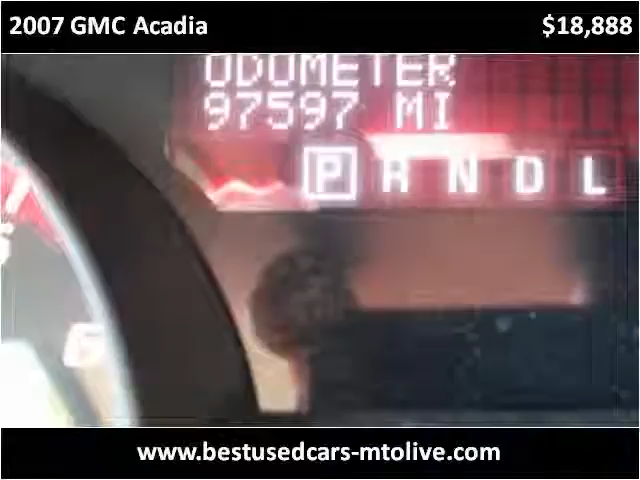 2007 GMC Acadia $18,888
ODOMETER
97597 MI
P R N D L
www.bestusedcars-mtolive.com